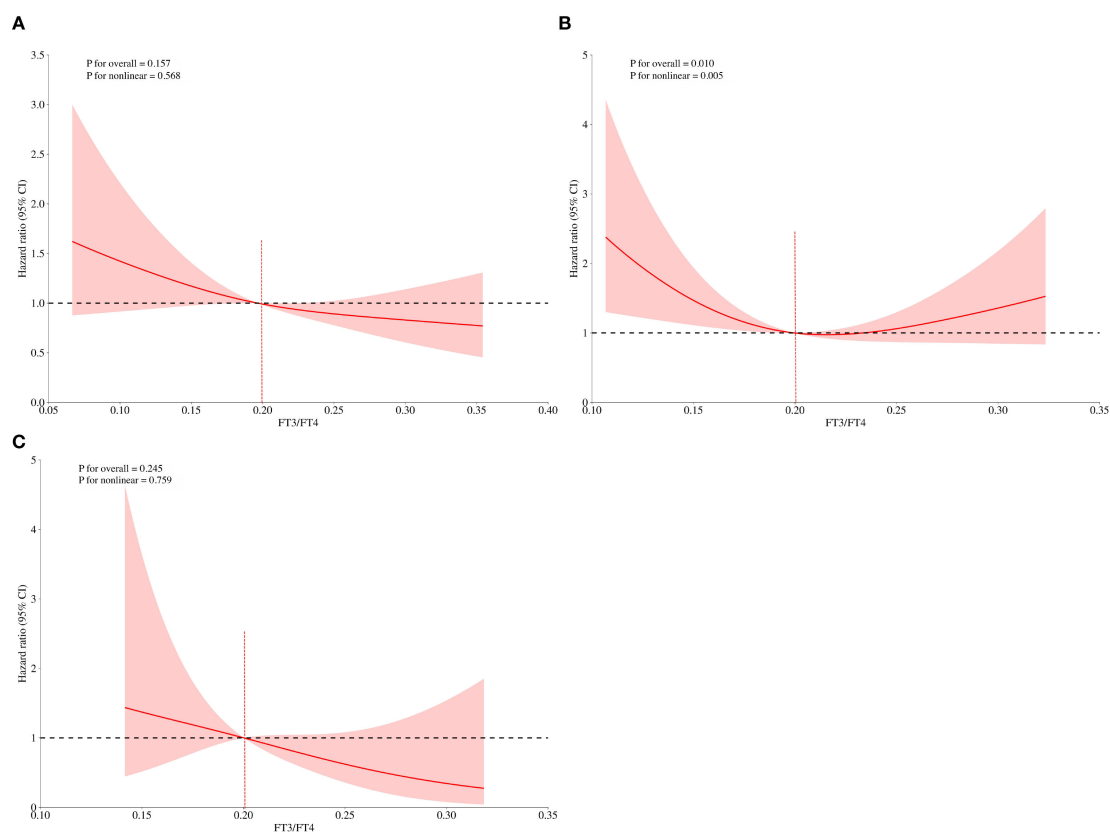 A
P for overall = 0.157
P for nonlinear = 0.568
Hazard ratio (95% CI)
3.5
3.0
2.5
2.0
1.5
1.0
0.5
0.0
0.05 0.10 0.15 0.20 0.25 0.30 0.35 0.40
FT3/FT4
B
P for overall = 0.010
P for nonlinear = 0.005
Hazard ratio (95% CI)
5
4
3
2
1
0
0.10 0.15 0.20 0.25 0.30 0.35
FT3/FT4
C
P for overall = 0.245
P for nonlinear = 0.759
Hazard ratio (95% CI)
5
4
3
2
1
0
0.10 0.15 0.20 0.25 0.30 0.35
FT3/FT4